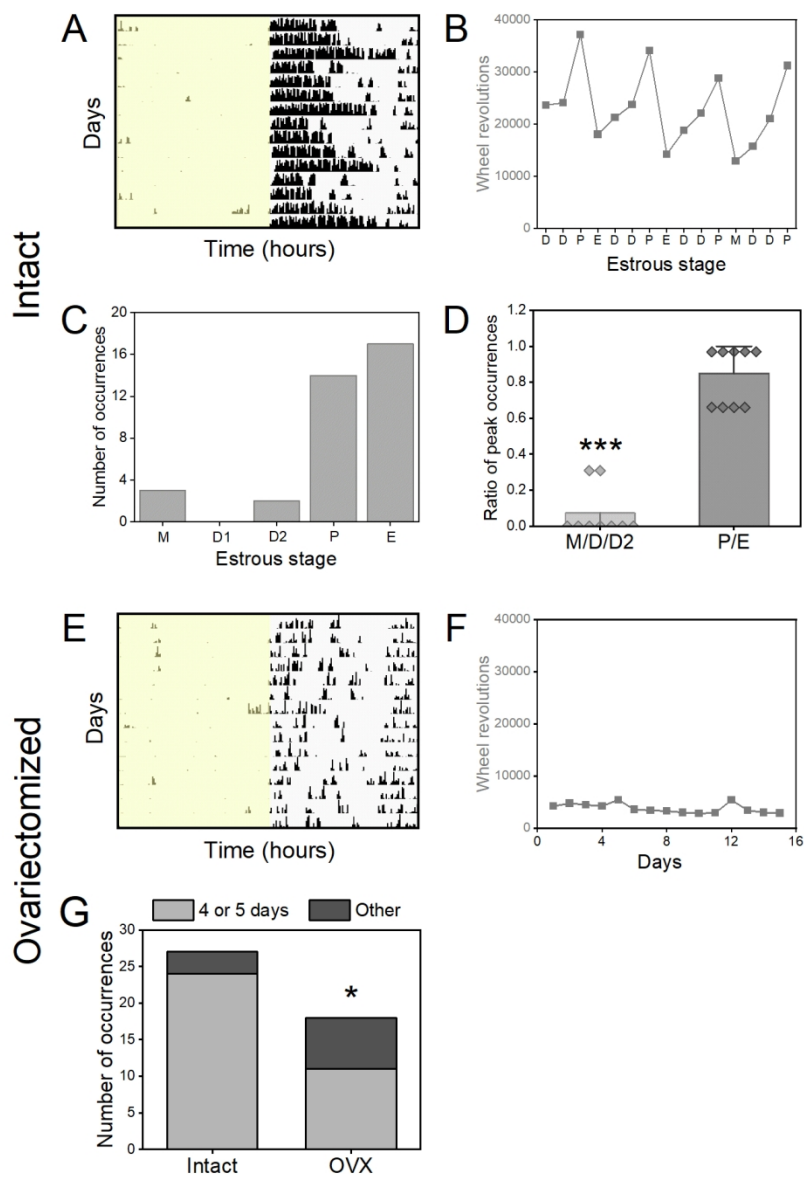 Intact
A
Days
Time (hours)
B
Wheel revolutions
40000
30000
20000
10000
0
D D P E D D P E D D P M D D P
Estrous stage
C
Number of occurrences
20
16
12
8
4
0
M D1 D2 P E
Estrous stage
D
Ratio of peak occurrences
1.2
1.0
0.8
0.6
0.4
0.2
0.0
***
M/D/D2 P/E
Ovariectomized
E
Days
Time (hours)
F
Wheel revolutions
40000
30000
20000
10000
0
0 4 8 12 16
Days
G
4 or 5 days Other
Number of occurrences
30
25
20
15
10
5
0
*
Intact OVX